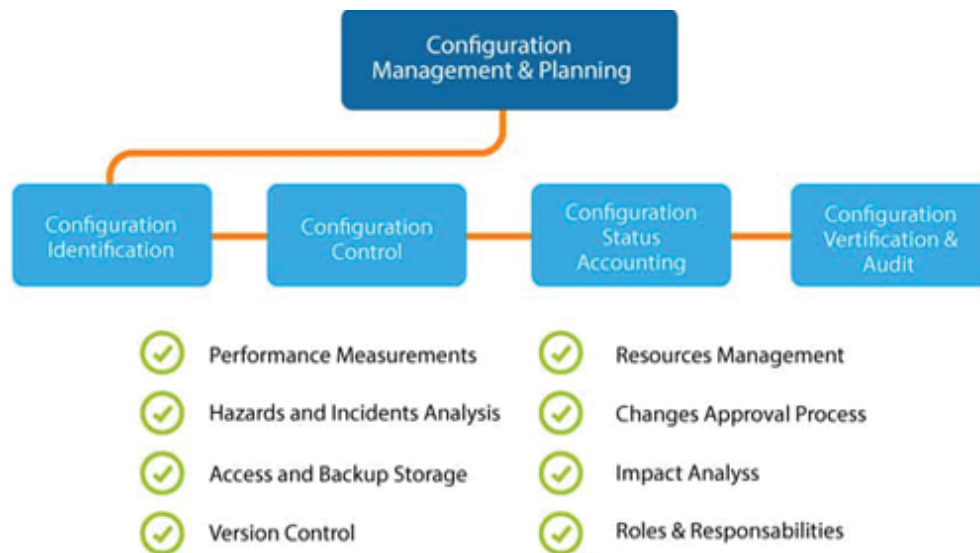 Configuration
Management & Planning
Configuration
Identification
Configuration
Control
Configuration
Status
Accounting
Configuration
Vertification &
Audit
Performance Measurements
Resources Management
Hazards and Incidents Analysis
Changes Approval Process
Access and Backup Storage
Impact Analyss
Version Control
Roles & Responsabilities